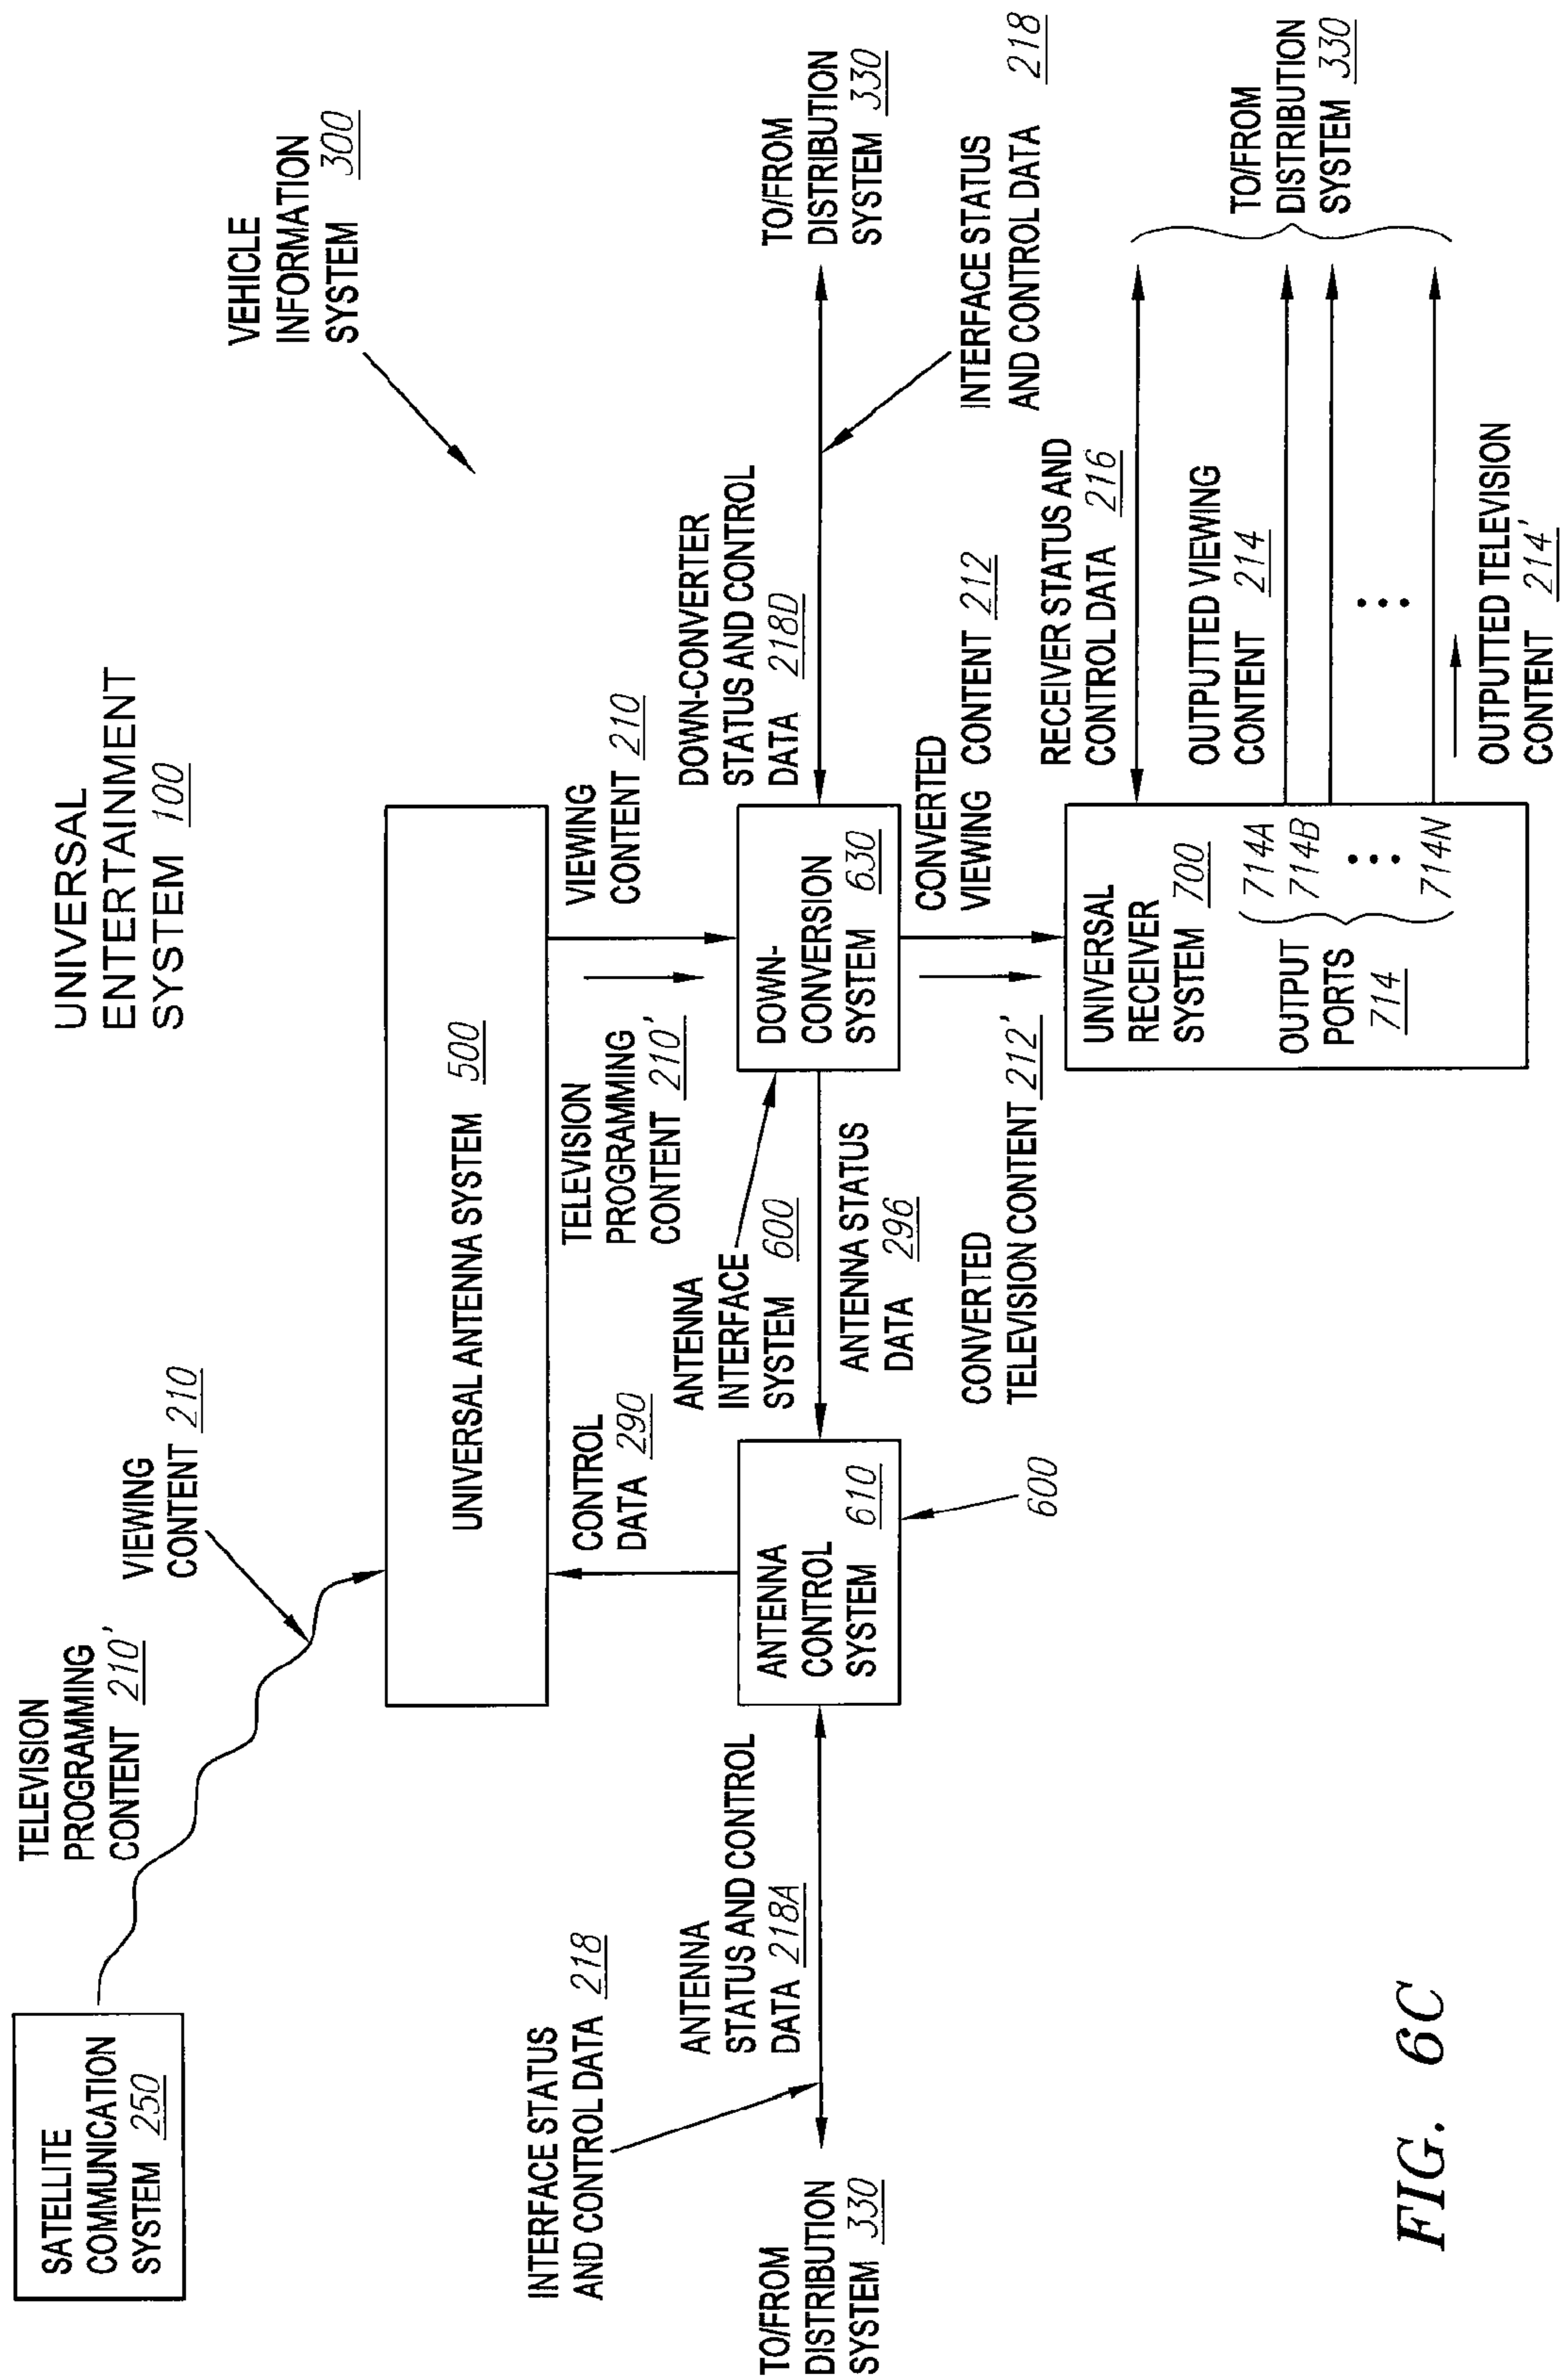 UNIVERSAL
ENTERTAINMENT
SYSTEM 100
VEHICLE
INFORMATION
SYSTEM 300
SATELLITE
COMMUNICATION
SYSTEM 250
TELEVISION
PROGRAMMING
CONTENT 210'
VIEWING
CONTENT 210
UNIVERSAL ANTENNA SYSTEM 500
INTERFACE STATUS
AND CONTROL DATA 218
CONTROL
DATA 290
TELEVISION
PROGRAMMING
CONTENT 210'
VIEWING
CONTENT 210
ANTENNA
STATUS AND CONTROL
DATA 218A
ANTENNA
INTERFACE
SYSTEM 600
DOWN-CONVERTER
STATUS AND CONTROL
DATA 218D
TO/FROM
DISTRIBUTION
SYSTEM 330
ANTENNA
CONTROL
SYSTEM 610
ANTENNA STATUS
DATA 296
DOWN-
CONVERSION
SYSTEM 630
TO/FROM
DISTRIBUTION
SYSTEM 330
600
INTERFACE STATUS
AND CONTROL DATA 218
CONVERTED
TELEVISION CONTENT 212'
CONVERTED
VIEWING CONTENT 212
RECEIVER STATUS AND
CONTROL DATA 216
UNIVERSAL
RECEIVER
SYSTEM 700
OUTPUT
PORTS
714
714A
714B
714N
OUTPUTTED VIEWING
CONTENT 214
TO/FROM
DISTRIBUTION
SYSTEM 330
OUTPUTTED TELEVISION
CONTENT 214'
FIG. 6C